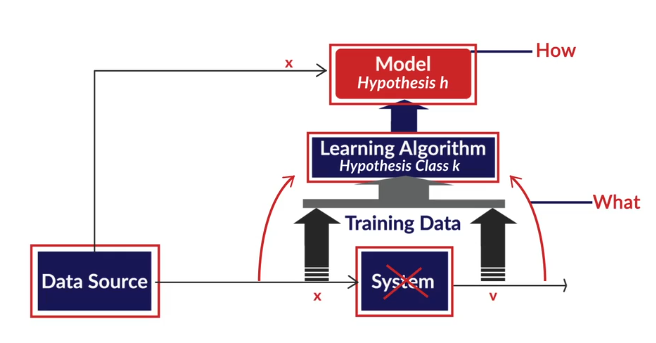 x
Model
Hypothesis h
How
Learning Algorithm
Hypothesis Class k
What
Training Data
Data Source
x
System
v